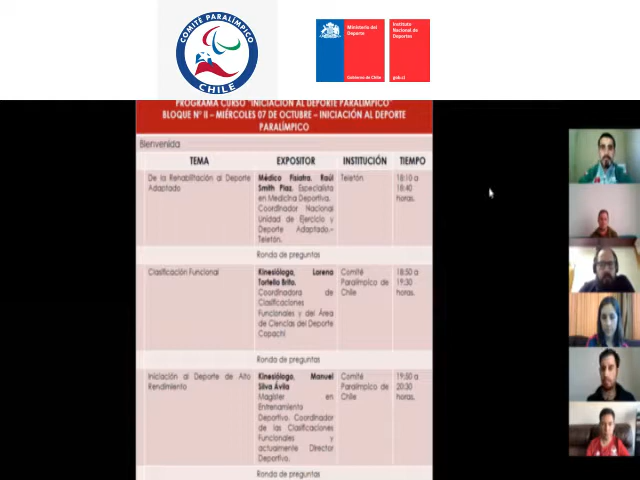 COMITÉ PARALÍMPICO
CHILE
Ministerio del
Deporte
Gobierno de Chile
Instituto
Nacional de
Deportes
gob.cl
PROGRAMA CURSO "INICIACIÓN AL DEPORTE PARALÍMPICO"
BLOQUE N° II – MIÉRCOLES 07 DE OCTUBRE – INICIACIÓN AL DEPORTE
PARALÍMPICO
Bienvenida
TEMA EXPOSITOR INSTITUCIÓN TIEMPO
De la Rehabilitación al Deporte
Adaptado
Médico Fisiatra, Raúl
Smith Plaz. Especialista
en Medicina Deportiva.
Coordinador Nacional
Unidad de Ejercicio y
Deporte Adaptado.-
Teletón.
Teletón
18:10 a
18:40
horas.
Ronda de preguntas
Clasificación Funcional
Kinesióloga, Lorena
Tortella Brito.
Coordinadora de
Clasificaciones
Funcionales y del Área
de Ciencias del Deporte
Copachi
Comité
Paralímpico de
Chile
18:50 a
19:30
horas.
Ronda de preguntas
Iniciación al Deporte de Alto
Rendimiento
Kinesiólogo, Manuel
Silva Ávila
Magíster en
Entrenamiento
Deportivo. Coordinador
de las Clasificaciones
Funcionales y
actualmente Director
Deportivo.
Comité
Paralímpico de
Chile
19:50 a
20:30
horas.
Ronda de preguntas